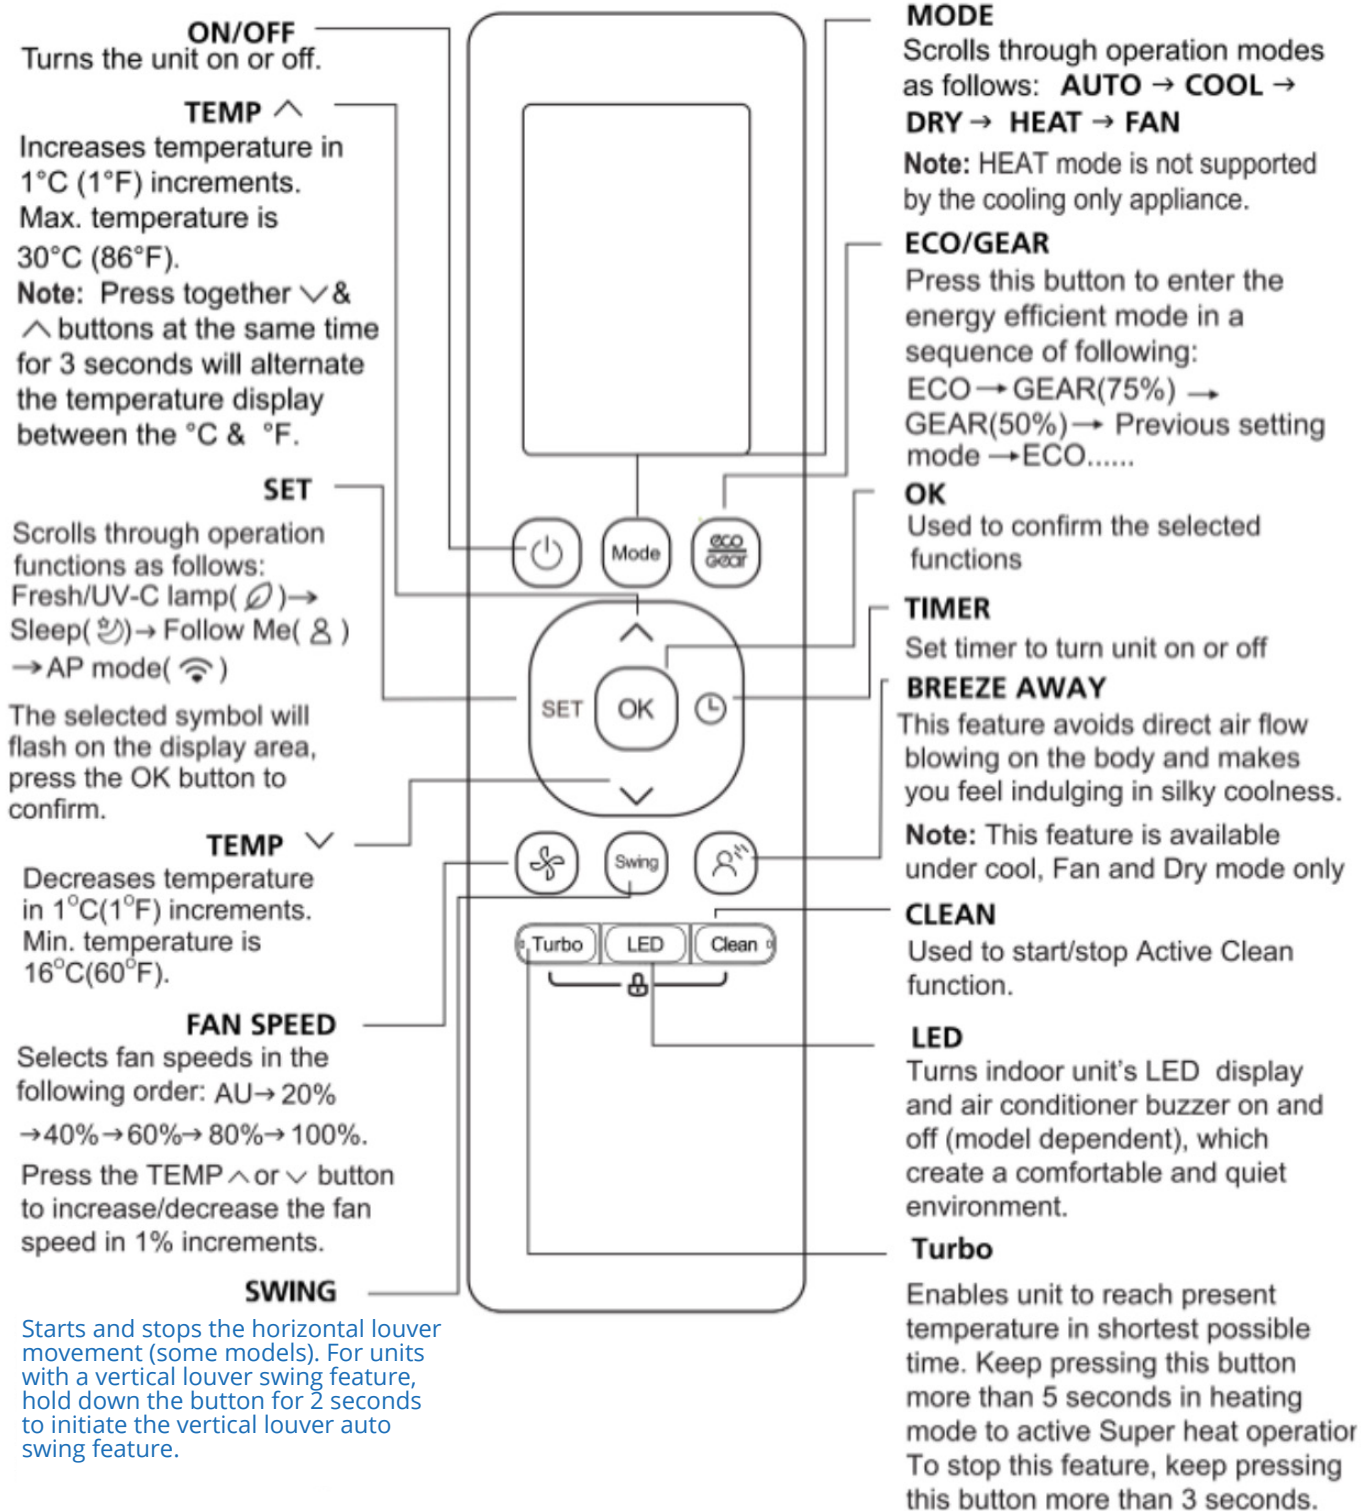 ON/OFF
Turns the unit on or off.
TEMP ︿
Increases temperature in
1°C (1°F) increments.
Max. temperature is
30°C (86°F).
Note: Press together ﹀&
︿ buttons at the same time
for 3 seconds will alternate
the temperature display
between the °C & °F.
SET
Scrolls through operation
functions as follows:
Fresh/UV-C lamp( )→
Sleep( )→ Follow Me( )
→AP mode( )
The selected symbol will
flash on the display area,
press the OK button to
confirm.
TEMP ﹀
Decreases temperature
in 1°C(1°F) increments.
Min. temperature is
16°C(60°F).
FAN SPEED
Selects fan speeds in the
following order: AU→ 20%
→40%→60%→ 80%→ 100%.
Press the TEMP ︿ or ﹀ button
to increase/decrease the fan
speed in 1% increments.
SWING
Starts and stops the horizontal louver
movement (some models). For units
with a vertical louver swing feature,
hold down the button for 2 seconds
to initiate the vertical louver auto
swing feature.
Mode
eco
Gear
SET
OK
Swing
Turbo
LED
Clean
MODE
Scrolls through operation modes
as follows: AUTO → COOL →
DRY → HEAT → FAN
Note: HEAT mode is not supported
by the cooling only appliance.
ECO/GEAR
Press this button to enter the
energy efficient mode in a
sequence of following:
ECO → GEAR(75%) →
GEAR(50%)→ Previous setting
mode →ECO......
OK
Used to confirm the selected
functions
TIMER
Set timer to turn unit on or off
BREEZE AWAY
This feature avoids direct air flow
blowing on the body and makes
you feel indulging in silky coolness.
Note: This feature is available
under cool, Fan and Dry mode only
CLEAN
Used to start/stop Active Clean
function.
LED
Turns indoor unit's LED display
and air conditioner buzzer on and
off (model dependent), which
create a comfortable and quiet
environment.
Turbo
Enables unit to reach present
temperature in shortest possible
time. Keep pressing this button
more than 5 seconds in heating
mode to active Super heat operation
To stop this feature, keep pressing
this button more than 3 seconds.